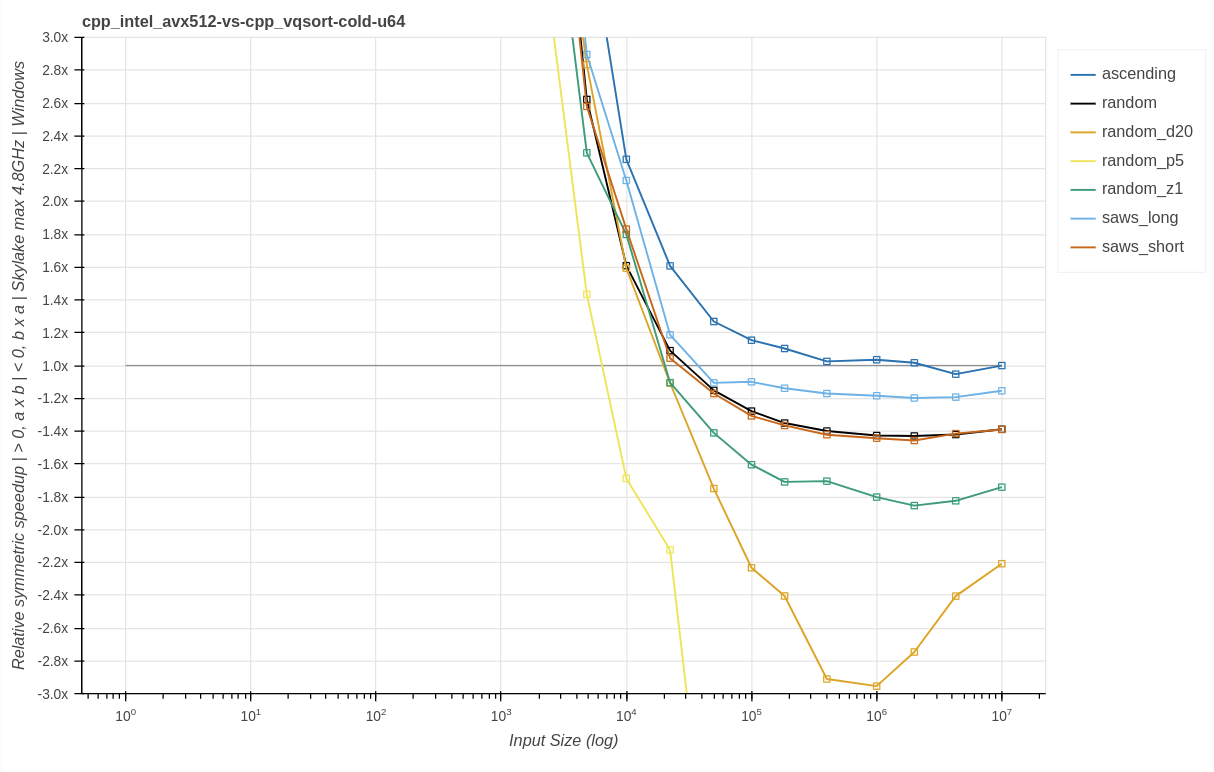 cpp_intel_avx512-vs-cpp_vqsort-cold-u64
Relative symmetric speedup | > 0, a x b | < 0, b x a | Skylake max 4.8GHz | Windows
3.0x
2.8x
2.6x
2.4x
2.2x
2.0x
1.8x
1.6x
1.4x
1.2x
1.0x
-1.2x
-1.4x
-1.6x
-1.8x
-2.0x
-2.2x
-2.4x
-2.6x
-2.8x
-3.0x
10⁰ 10¹ 10² 10³ 10⁴ 10⁵ 10⁶ 10⁷
Input Size (log)
ascending
random
random_d20
random_p5
random_z1
saws_long
saws_short